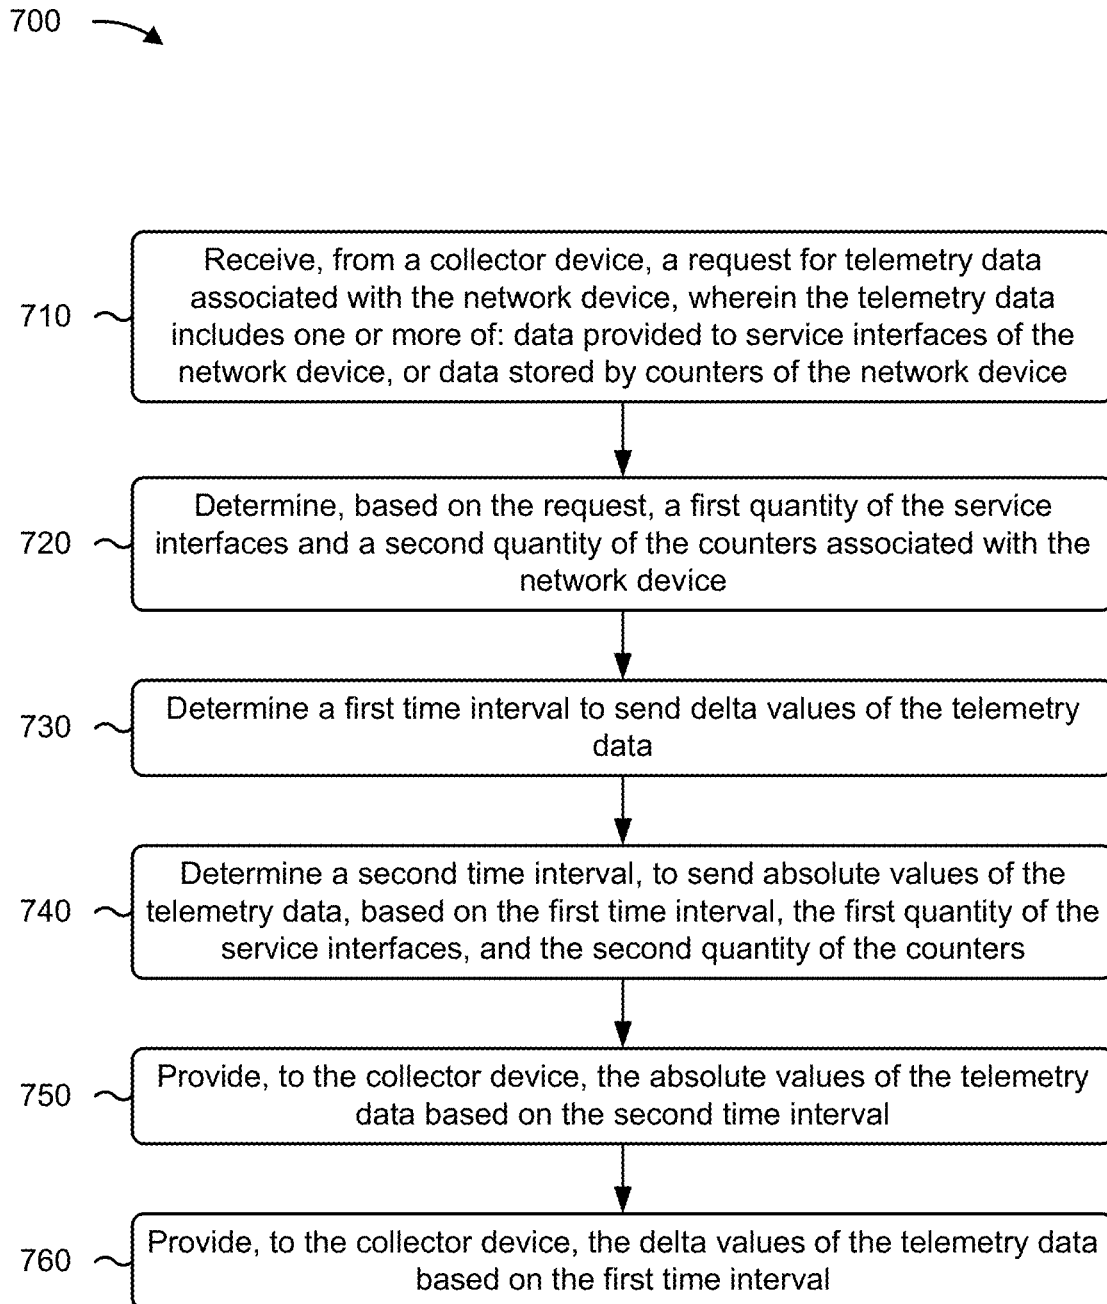 700
Receive, from a collector device, a request for telemetry data
associated with the network device, wherein the telemetry data
710
includes one or more of: data provided to service interfaces of the
network device, or data stored by counters of the network device
Determine, based on the request, a first quantity of the service
720
interfaces and a second quantity of the counters associated with the
network device
730
Determine a first time interval to send delta values of the telemetry
data
Determine a second time interval, to send absolute values of the
740
telemetry data, based on the first time interval, the first quantity of the
service interfaces, and the second quantity of the counters
750
Provide, to the collector device, the absolute values of the telemetry
data based on the second time interval
760
Provide, to the collector device, the delta values of the telemetry data
based on the first time interval